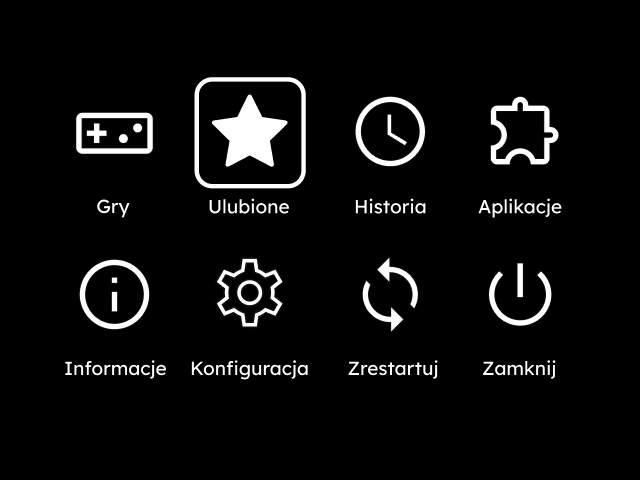 Gry
Ulubione
Historia
Aplikacje
Informacje
Konfiguracja
Zrestartuj
Zamknij